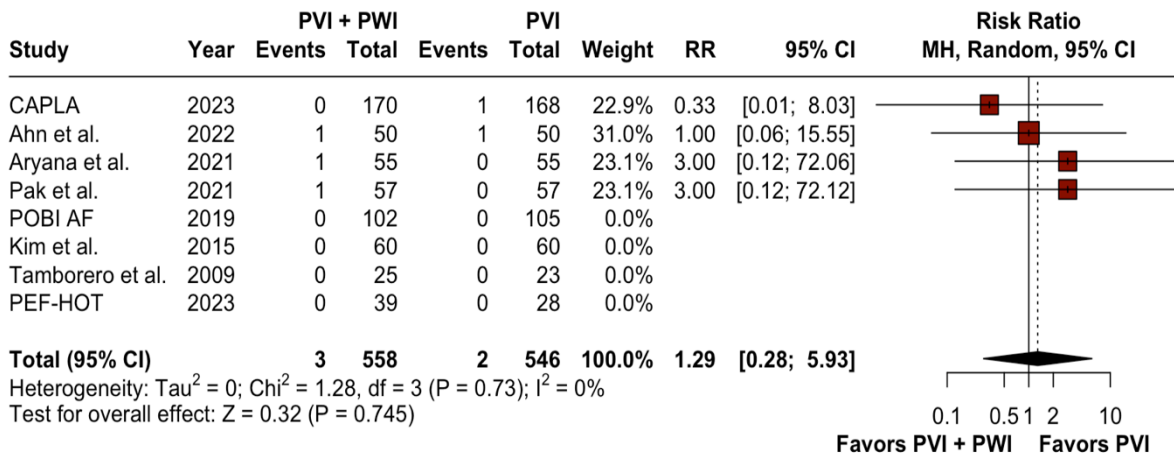 PVI + PWI PVI Risk Ratio
Study Year Events Total Events Total Weight RR 95% CI MH, Random, 95% CI
CAPLA 2023 0 170 1 168 22.9% 0.33 [0.01; 8.03]
Ahn et al. 2022 1 50 1 50 31.0% 1.00 [0.06; 15.55]
Aryana et al. 2021 1 55 0 55 23.1% 3.00 [0.12; 72.06]
Pak et al. 2021 1 57 0 57 23.1% 3.00 [0.12; 72.12]
POBI AF 2019 0 102 0 105 0.0%
Kim et al. 2015 0 60 0 60 0.0%
Tamborero et al. 2009 0 25 0 23 0.0%
PEF-HOT 2023 0 39 0 28 0.0%
Total (95% CI) 3 558 2 546 100.0% 1.29 [0.28; 5.93]
Heterogeneity: Tau² = 0; Chi² = 1.28, df = 3 (P = 0.73); I² = 0%
Test for overall effect: Z = 0.32 (P = 0.745)
0.1 0.5 1 2 10
Favors PVI + PWI Favors PVI